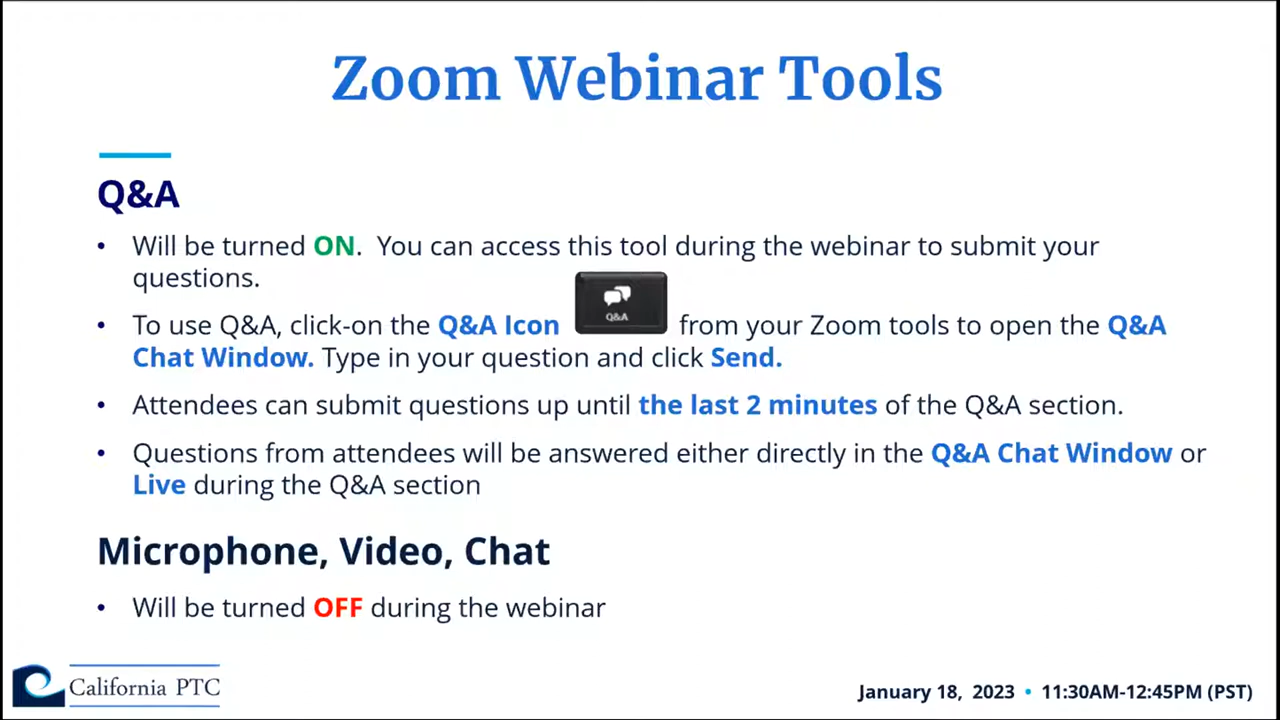 Zoom Webinar Tools
Q&A
• Will be turned ON.  You can access this tool during the webinar to submit your
questions.
Q&A
• To use Q&A, click-on the Q&A Icon from your Zoom tools to open the Q&A
Chat Window. Type in your question and click Send.
• Attendees can submit questions up until the last 2 minutes of the Q&A section.
• Questions from attendees will be answered either directly in the Q&A Chat Window or
Live during the Q&A section
Microphone, Video, Chat
• Will be turned OFF during the webinar
California PTC
January 18,  2023 • 11:30AM-12:45PM (PST)